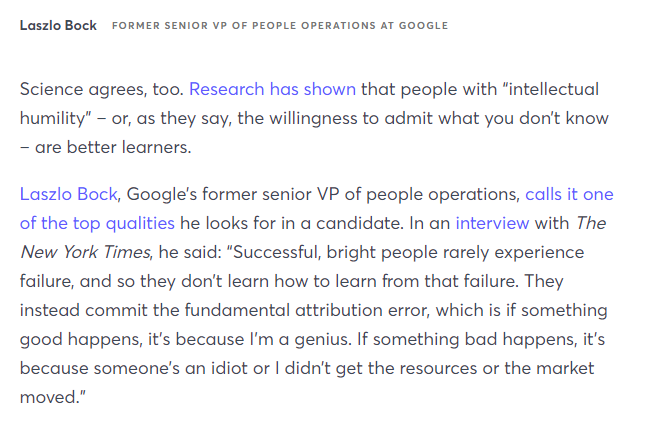 Laszlo Bock FORMER SENIOR VP OF PEOPLE OPERATIONS AT GOOGLE
Science agrees, too. Research has shown that people with “intellectual
humility” – or, as they say, the willingness to admit what you don’t know
– are better learners.
Laszlo Bock, Google’s former senior VP of people operations, calls it one
of the top qualities he looks for in a candidate. In an interview with The
New York Times, he said: “Successful, bright people rarely experience
failure, and so they don’t learn how to learn from that failure. They
instead commit the fundamental attribution error, which is if something
good happens, it’s because I’m a genius. If something bad happens, it’s
because someone’s an idiot or I didn’t get the resources or the market
moved.”